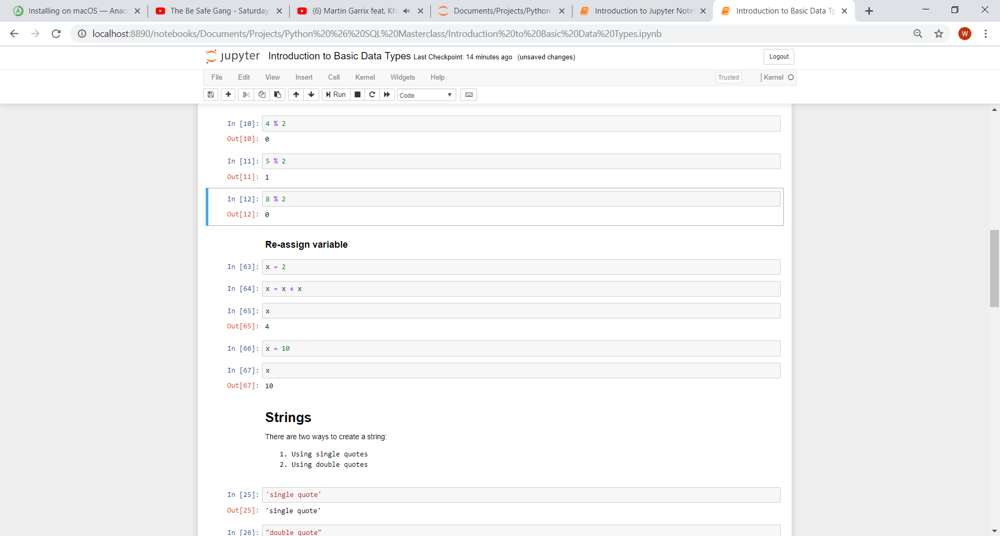 Installing on macOS — Anac
The Be Safe Gang - Saturday
(6) Martin Garrix feat. Kh
Documents/Projects/Python
Introduction to Jupyter Note
Introduction to Basic Data Ty
localhost:8890/notebooks/Documents/Projects/Python%20%26%20SQL%20Masterclass/Introduction%20to%20Basic%20Data%20Types.ipynb
W
jupyter Introduction to Basic Data Types Last Checkpoint: 14 minutes ago (unsaved changes)
Logout
File Edit View Insert Cell Kernel Widgets Help
Trusted
Kernel
Run
Code
In [10]: 4 % 2
Out[10]: 0
In [11]: 5 % 2
Out[11]: 1
In [12]: 8 % 2
Out[12]: 0
Re-assign variable
In [63]: x = 2
In [64]: x = x + x
In [65]: x
Out[65]: 4
In [66]: x = 10
In [67]: x
Out[67]: 10
Strings
There are two ways to create a string:
1. Using single quotes
2. Using double quotes
In [25]: 'single quote'
Out[25]: 'single quote'
In [26]: "double quote"